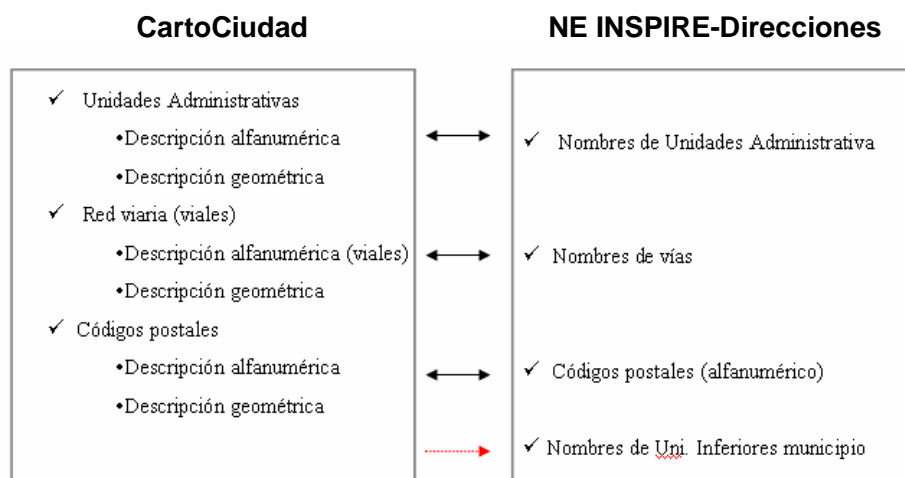 CartoCiudad
NE INSPIRE-Direcciones
✓ Unidades Administrativas
•Descripción alfanumérica
•Descripción geométrica
✓ Red viaria (viales)
•Descripción alfanumérica (viales)
•Descripción geométrica
✓ Códigos postales
•Descripción alfanumérica
•Descripción geométrica
✓ Nombres de Unidades Administrativa
✓ Nombres de vías
✓ Códigos postales (alfanumérico)
✓ Nombres de Uni. Inferiores municipio